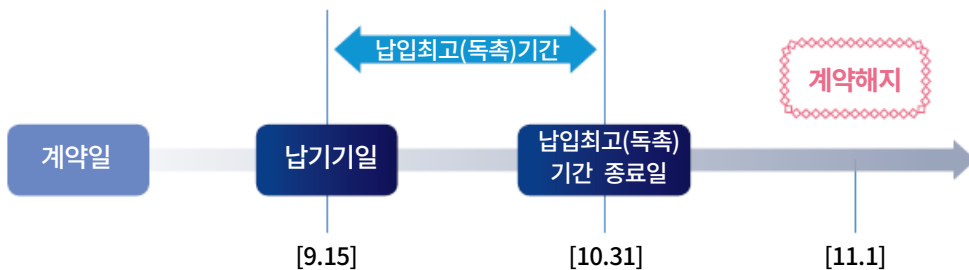 납입최고(독촉)기간
계약해지
계약일
납기기일
납입최고(독촉)
기간 종료일
[9.15]
[10.31]
[11.1]